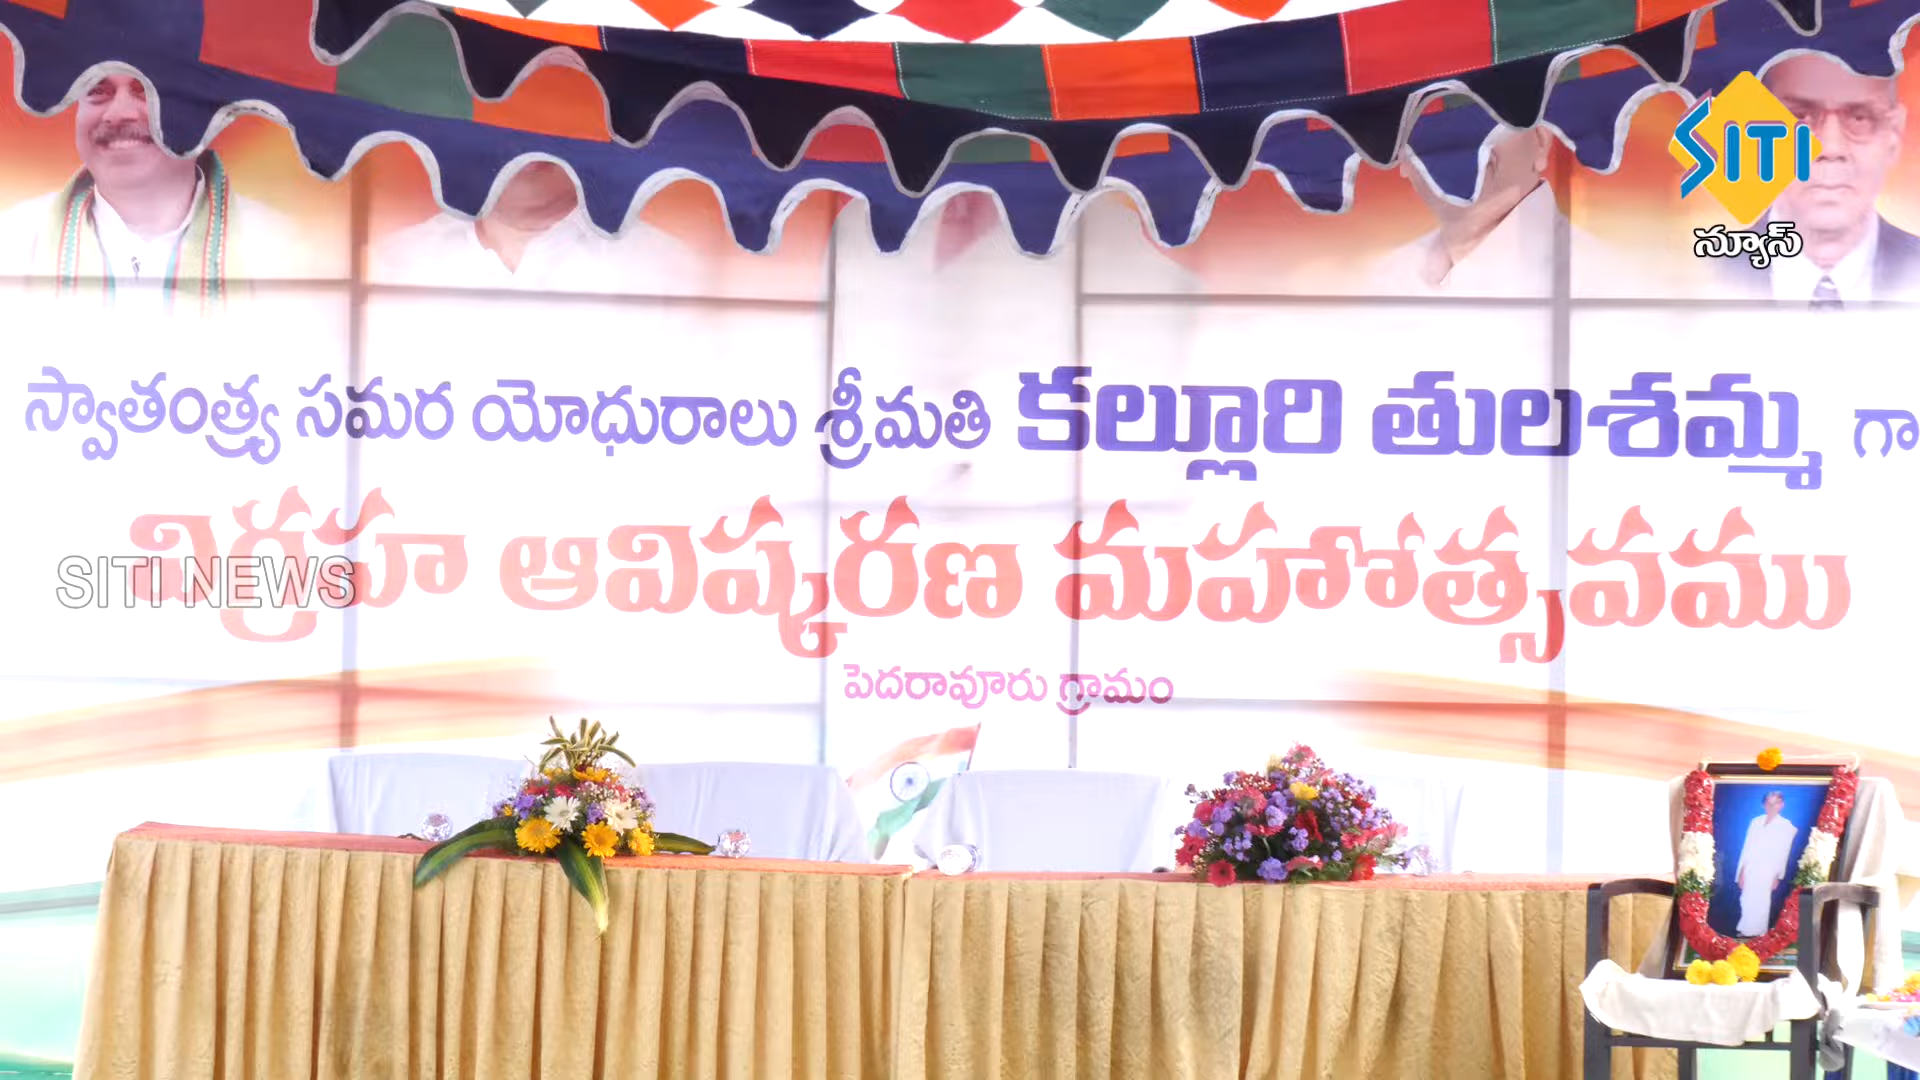 SITI
న్యూస్
స్వాతంత్ర్య సమర యోధురాలు శ్రీమతి కల్లూరి తులశమ్మ గా
విగ్రహ ఆవిష్కరణ మహోత్సవము
SITI NEWS
పెదరావూరు గ్రామం